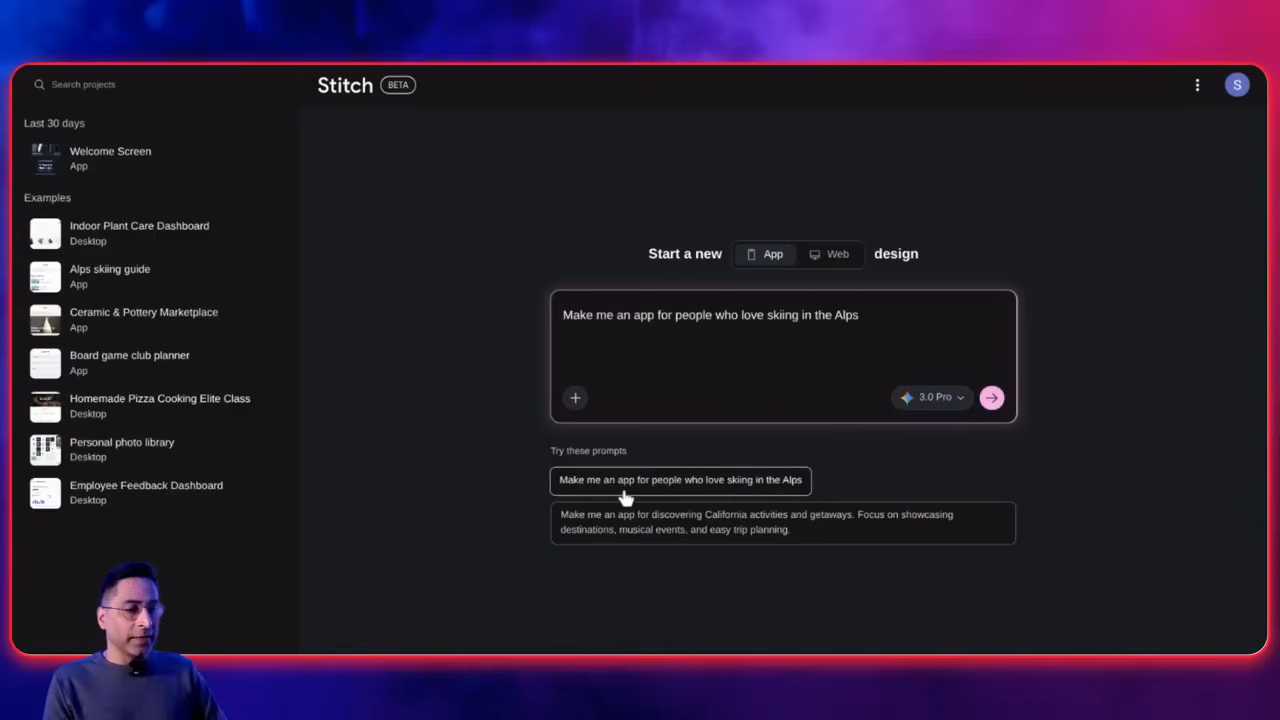 Search projects
Stitch BETA
S
Last 30 days
Welcome Screen
App
Examples
Indoor Plant Care Dashboard
Desktop
Alps skiing guide
App
Ceramic & Pottery Marketplace
App
Board game club planner
App
Homemade Pizza Cooking Elite Class
Desktop
Personal photo library
Desktop
Employee Feedback Dashboard
Desktop
Start a new App Web design
Make me an app for people who love skiing in the Alps
3.0 Pro
Try these prompts
Make me an app for people who love skiing in the Alps
Make me an app for discovering California activities and getaways. Focus on showcasing
destinations, musical events, and easy trip planning.